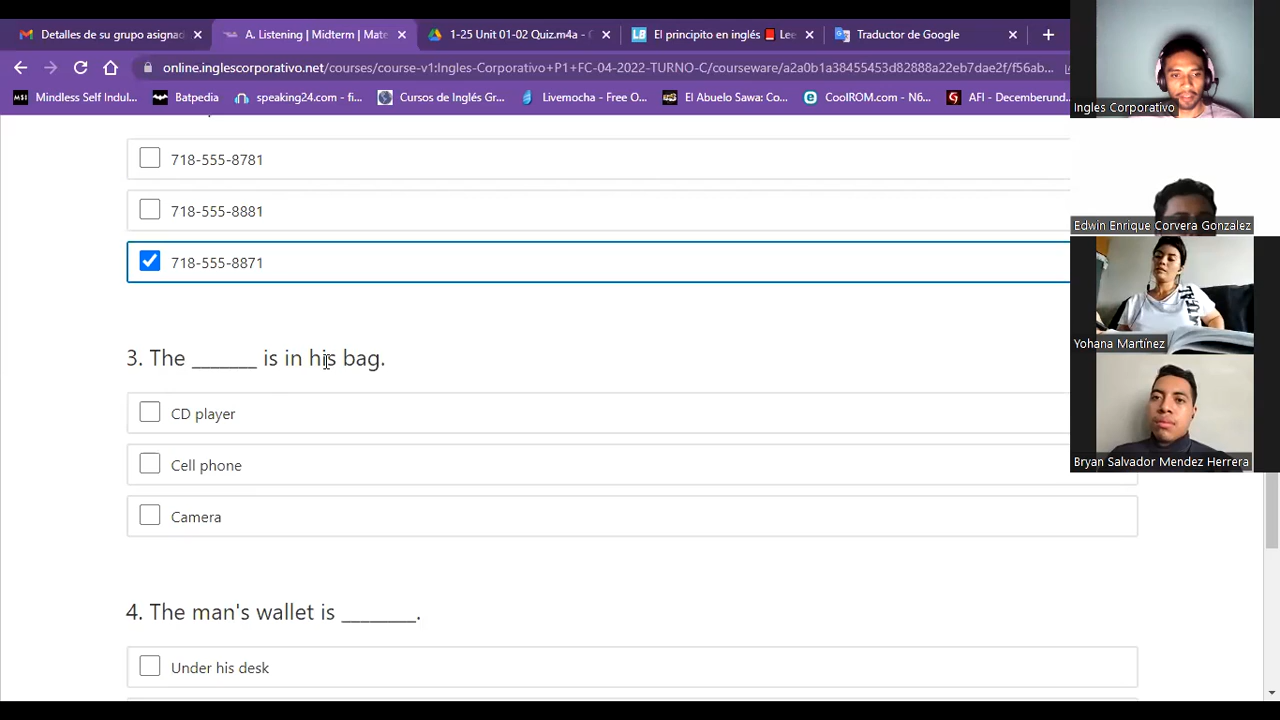 Detalles de su grupo asignad
A. Listening | Midterm | Mate
1-25 Unit 01-02 Quiz.m4a - G
El principito en inglés 📕 Lee
Traductor de Google
online.inglescorporativo.net/courses/course-v1:Ingles-Corporativo+P1+FC-04-2022-TURNO-C/courseware/a2a0b1a38455453d82888a22eb7dae2f/f56ab...
Mindless Self Indul...
Batpedia
speaking24.com - fi...
Cursos de Inglés Gr...
Livemocha - Free O...
El Abuelo Sawa: Co...
CoolROM.com - N6...
AFI - Decemberund...
Ingles Corporativo
718-555-8781
718-555-8881
Edwin Enrique Corvera Gonzalez
718-555-8871
Yohana Martínez
3. The _______ is in his bag.
CD player
Cell phone
Bryan Salvador Mendez Herrera
Camera
4. The man's wallet is ________.
Under his desk